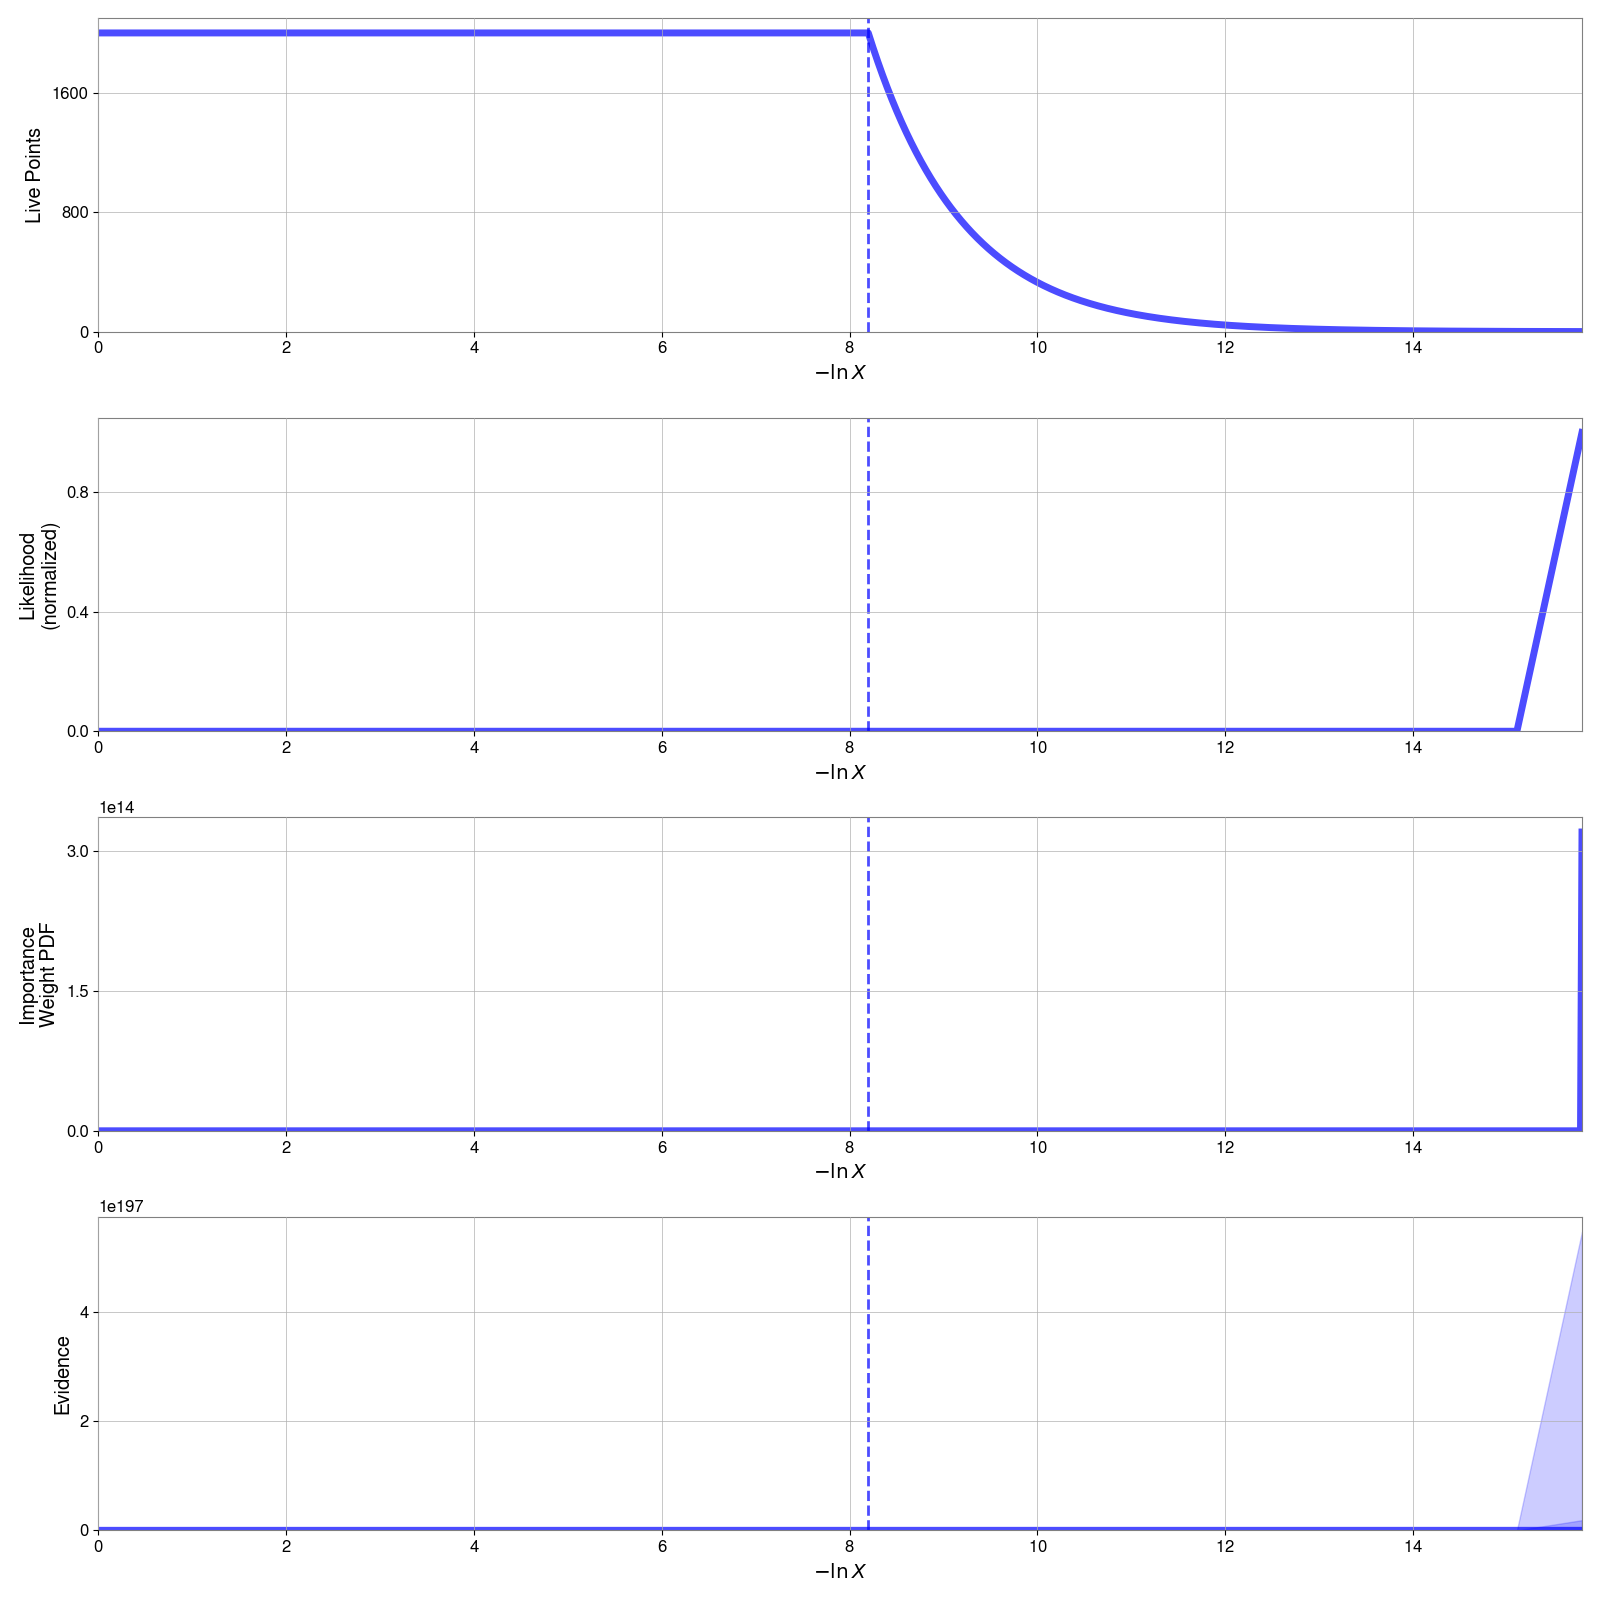 Live Points
1600
800
0
0 2 4 6 8 10 12 14
−ln X
Likelihood
(normalized)
0.8
0.4
0.0
0 2 4 6 8 10 12 14
−ln X
1e14
Importance
Weight PDF
3.0
1.5
0.0
0 2 4 6 8 10 12 14
−ln X
1e197
Evidence
4
2
0
0 2 4 6 8 10 12 14
−ln X